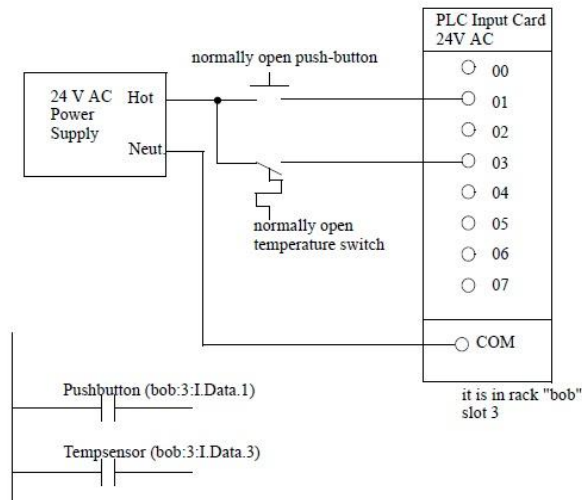 PLC Input Card
24V AC
normally open push-button
24 V AC
Power
Supply
Hot
Neut.
00
01
02
03
04
05
06
07
COM
normally open
temperature switch
it is in rack "bob"
slot 3
Pushbutton (bob:3:I.Data.1)
Tempsensor (bob:3:I.Data.3)